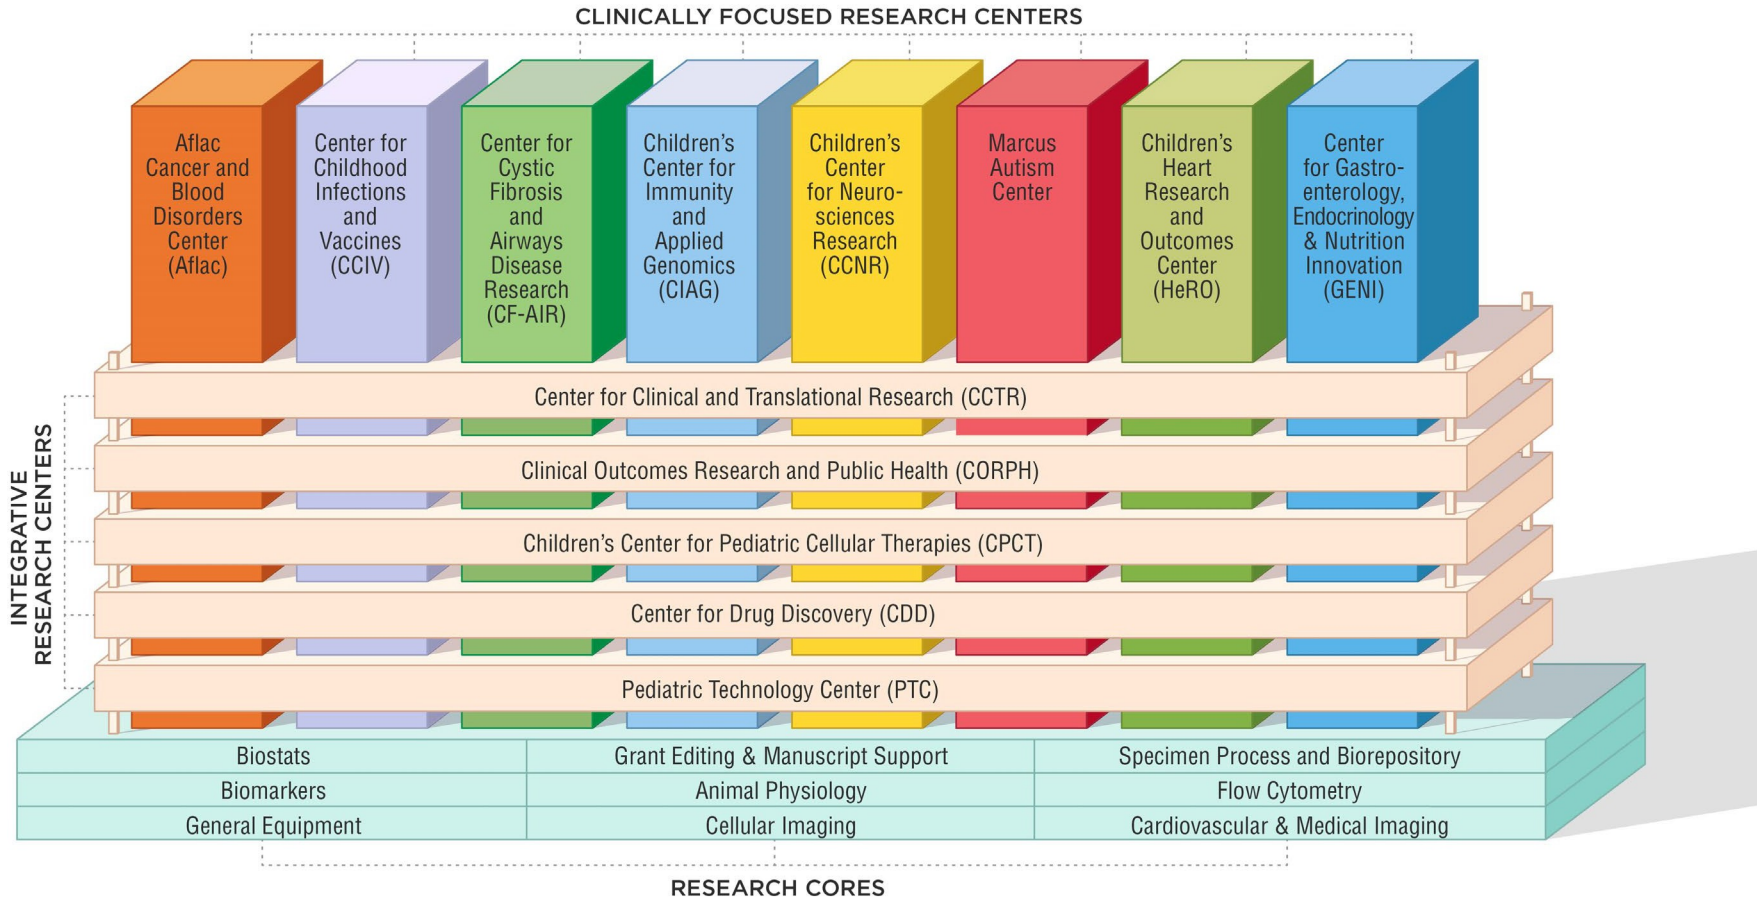 CLINICALLY FOCUSED RESEARCH CENTERS
Aflac
Cancer and
Blood
Disorders
Center
(Aflac)
Center for
Childhood
Infections
and
Vaccines
(CCIV)
Center for
Cystic
Fibrosis
and
Airways
Disease
Research
(CF-AIR)
Children's
Center for
Immunity
and
Applied
Genomics
(CIAG)
Children's
Center
for Neuro-
sciences
Research
(CCNR)
Marcus
Autism
Center
Children's
Heart
Research
and
Outcomes
Center
(HeRO)
Center
for Gastro-
enterology,
Endocrinology
& Nutrition
Innovation
(GENI)
INTEGRATIVE
RESEARCH CENTERS
Center for Clinical and Translational Research (CCTR)
Clinical Outcomes Research and Public Health (CORPH)
Children's Center for Pediatric Cellular Therapies (CPCT)
Center for Drug Discovery (CDD)
Pediatric Technology Center (PTC)
Biostats
Grant Editing & Manuscript Support
Specimen Process and Biorepository
Biomarkers
Animal Physiology
Flow Cytometry
General Equipment
Cellular Imaging
Cardiovascular & Medical Imaging
RESEARCH CORES